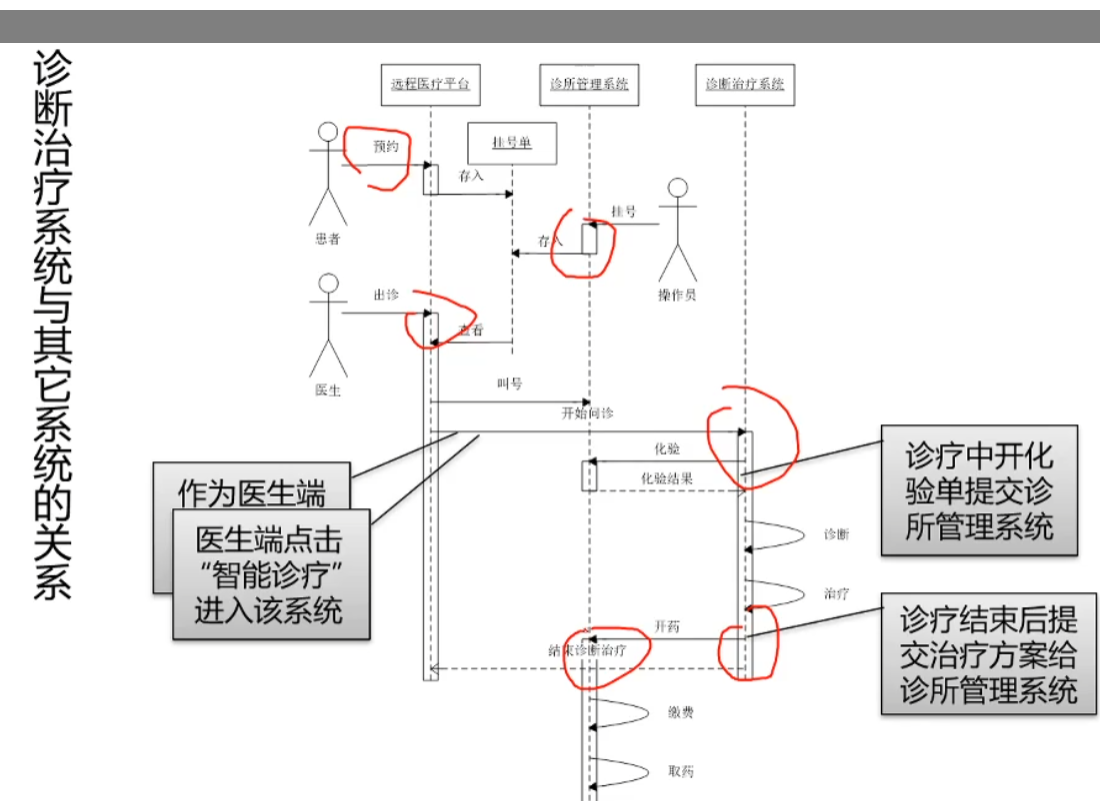 诊断治疗系统与其它系统的关系
远程医疗平台
诊所管理系统
诊断治疗系统
挂号单
预约
存入
患者
挂号
存入
操作员
出诊
查看
医生
叫号
开始问诊
化验
化验结果
诊断
治疗
开药
结束诊断治疗
缴费
取药
作为医生端
医生端点击
“智能诊疗”
进入该系统
诊疗中开化
验单提交诊
所管理系统
诊疗结束后提
交治疗方案给
诊所管理系统